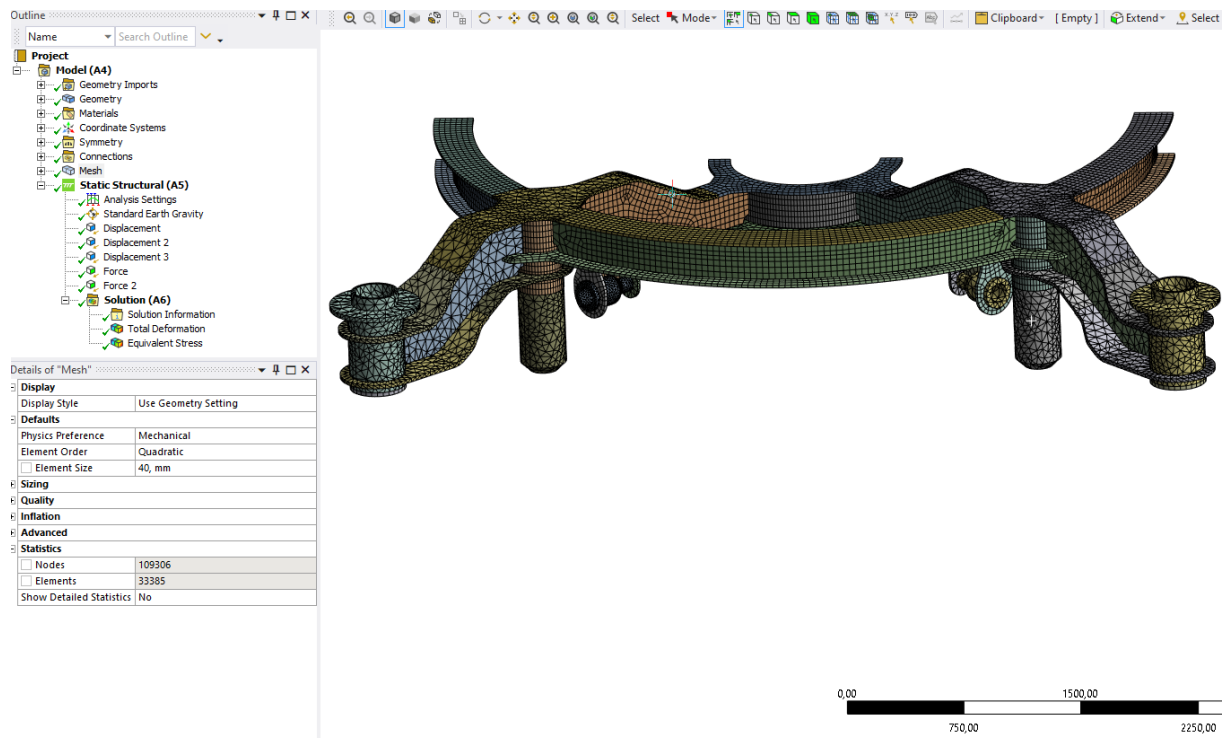 Outline
Select
Mode
Clipboard
[ Empty ]
Extend
Select
Name
Search Outline
Project
Model (A4)
Geometry Imports
Geometry
Materials
Coordinate Systems
Symmetry
Connections
Mesh
Static Structural (A5)
Analysis Settings
Standard Earth Gravity
Displacement
Displacement 2
Displacement 3
Force
Force 2
Solution (A6)
Solution Information
Total Deformation
Equivalent Stress
Details of "Mesh"
Display
Display Style Use Geometry Setting
Defaults
Physics Preference Mechanical
Element Order Quadratic
Element Size 40, mm
Sizing
Quality
Inflation
Advanced
Statistics
Nodes 109306
Elements 33385
Show Detailed Statistics No
0,00 1500,00
750,00 2250,00